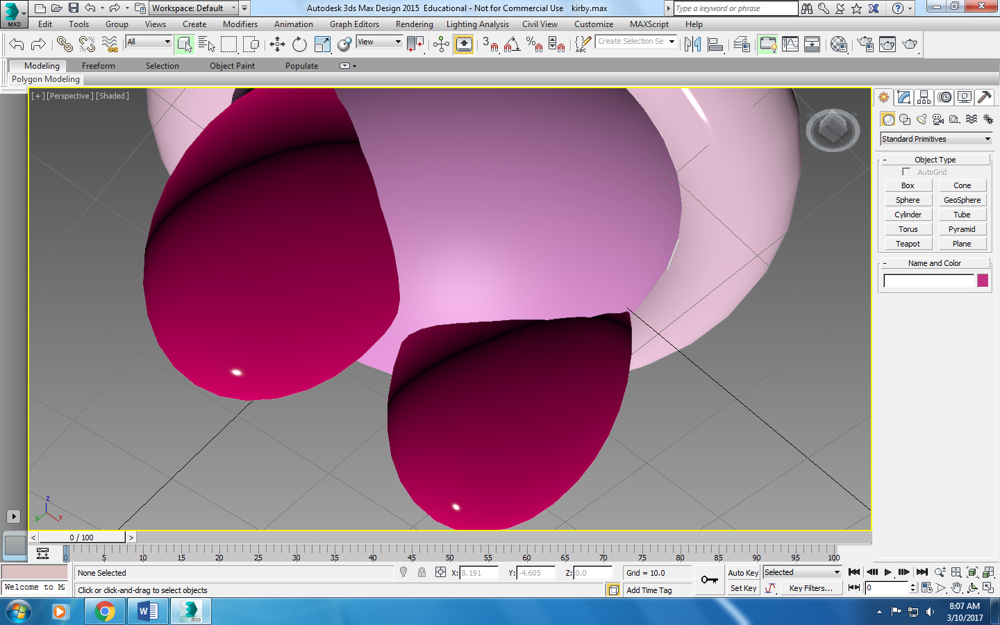 Workspace: Default
Autodesk 3ds Max Design 2015 Educational - Not for Commercial Use kirby.max
Type a keyword or phrase
MXD
Edit Tools Group Views Create Modifiers Animation Graph Editors Rendering Lighting Analysis Civil View Customize MAXScript Help
All
View
3
%
ABC
Create Selection Se
Modeling Freeform Selection Object Paint Populate
Polygon Modeling
[+] [Perspective] [Shaded]
Standard Primitives
- Object Type
AutoGrid
Box Cone
Sphere GeoSphere
Cylinder Tube
Torus Pyramid
Teapot Plane
- Name and Color
z
y x
< 0 / 100 >
0 5 10 15 20 25 30 35 40 45 50 55 60 65 70 75 80 85 90 95 100
None Selected X: 8.191 Y: -4.605 Z: 0.0 Grid = 10.0 Auto Key Selected
Welcome to MA Click or click-and-drag to select objects Add Time Tag Set Key Key Filters... 0
8:07 AM
MXD
3/10/2017